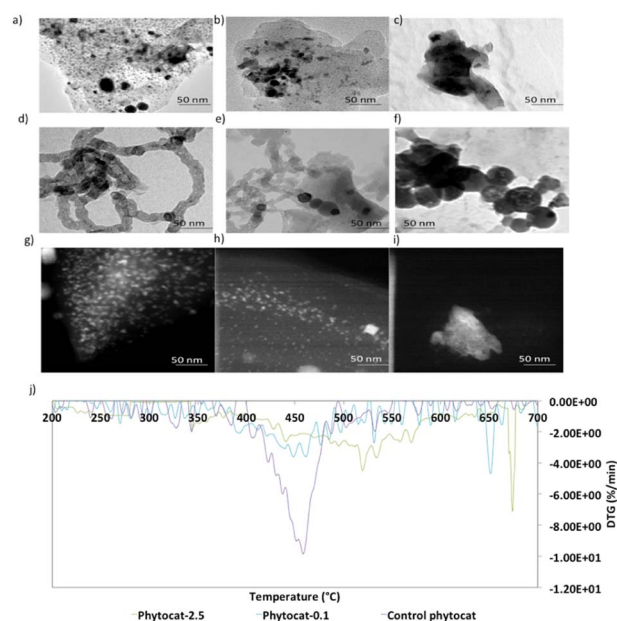 a) b) c)
50 nm 50 nm 50 nm
d) e) f)
50 nm 50 nm 50 nm
g) h) i)
50 nm 50 nm 50 nm
j)
0.00E+00
200 250 300 350 400 450 500 550 600 650 700
-2.00E+00
-4.00E+00
-6.00E+00
-8.00E+00
-1.00E+01
-1.20E+01
DTG (%/min)
Temperature (°C)
Phytocat-2.5 Phytocat-0.1 Control phytocat